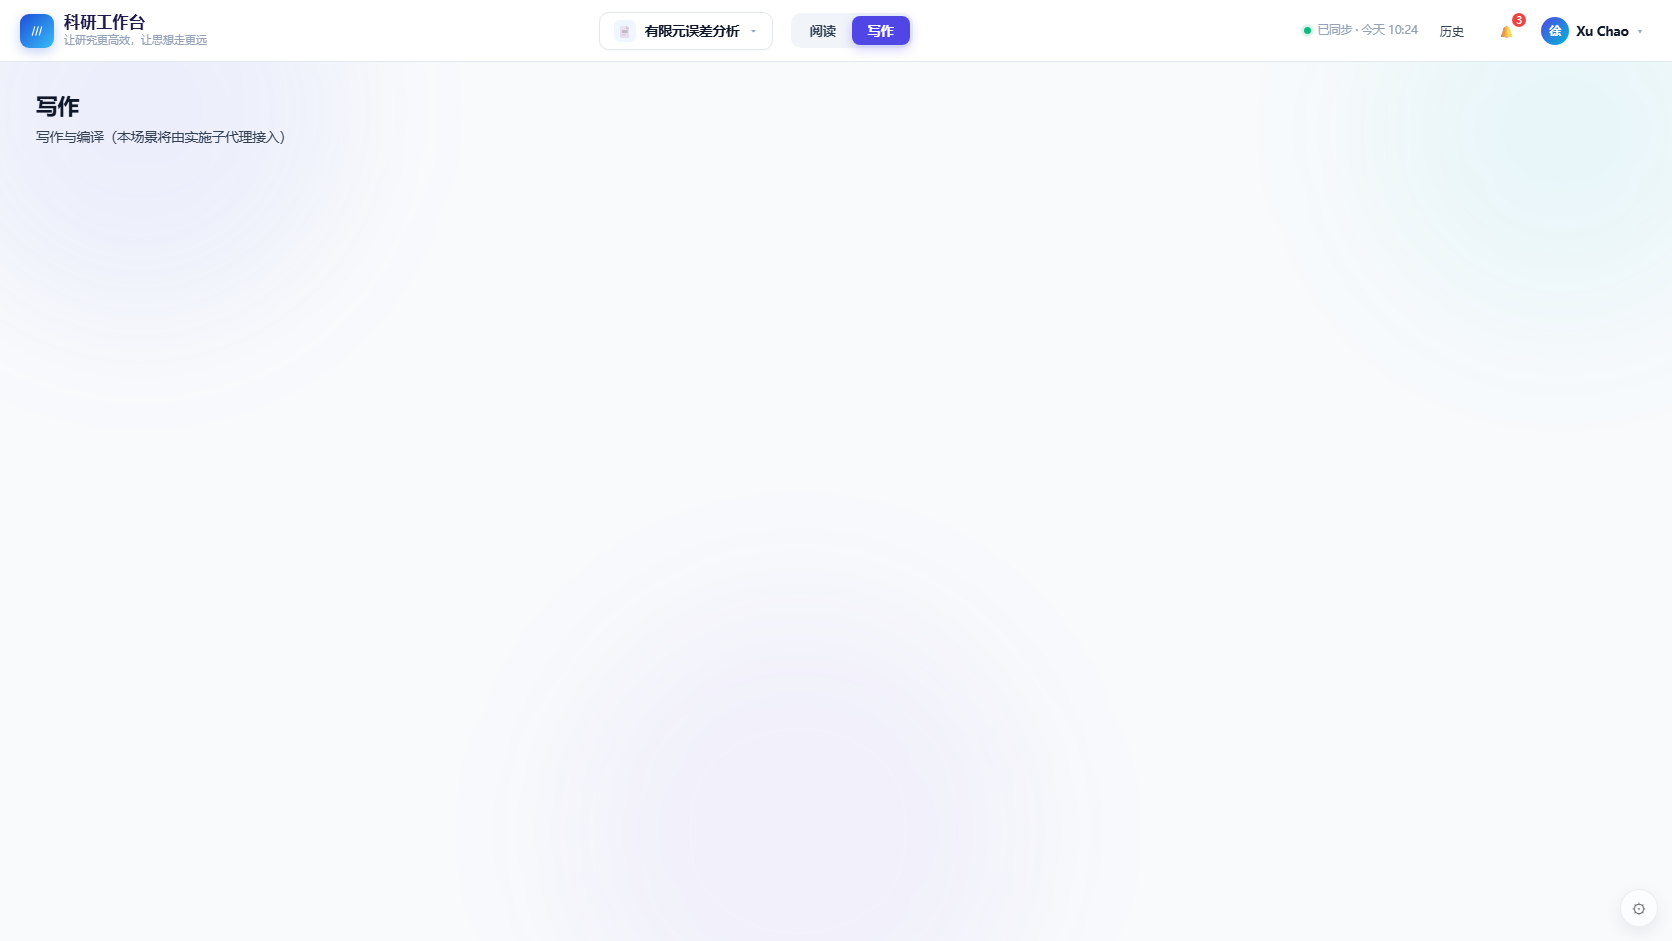 ///
科研工作台
让研究更高效，让思想走更远
有限元误差分析
阅读
写作
已同步 · 今天 10:24
历史
3
徐
Xu Chao
写作
写作与编译（本场景将由实施子代理接入）